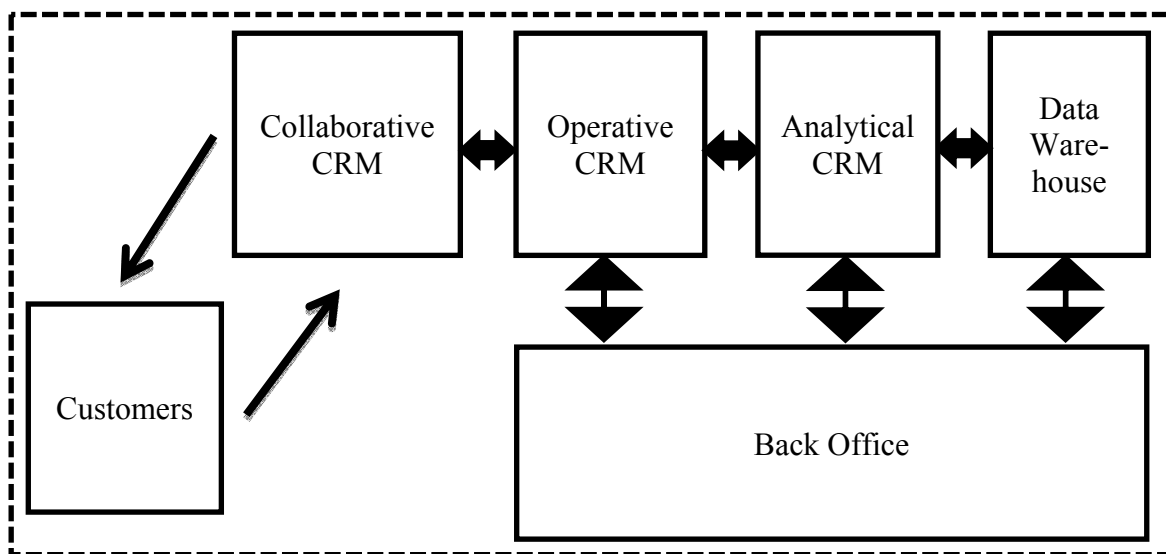 Collaborative
CRM
Operative
CRM
Analytical
CRM
Data
Ware-
house
Customers
Back Office